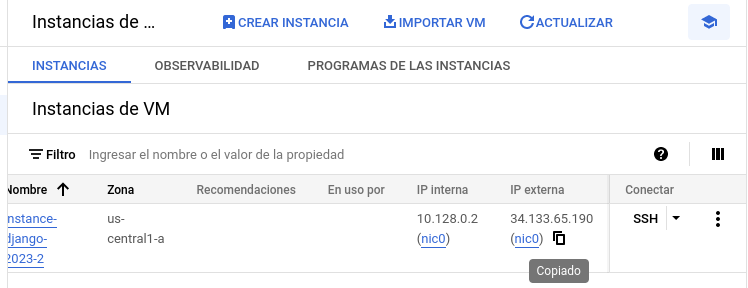 Instancias de ...
CREAR INSTANCIA
IMPORTAR VM
ACTUALIZAR
INSTANCIAS
OBSERVABILIDAD
PROGRAMAS DE LAS INSTANCIAS
Instancias de VM
Filtro Ingresar el nombre o el valor de la propiedad
Nombre Zona Recomendaciones En uso por IP interna IP externa Conectar
nstance- us- 10.128.0.2 34.133.65.190 SSH
django- central1-a (nic0) (nic0)
2023-2
Copiado